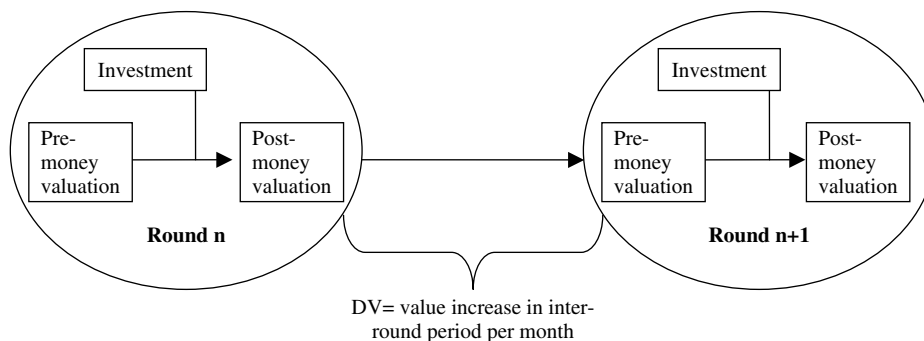 Investment
Pre-
money
valuation
Post-
money
valuation
Round n
Investment
Pre-
money
valuation
Post-
money
valuation
Round n+1
DV= value increase in inter-
round period per month